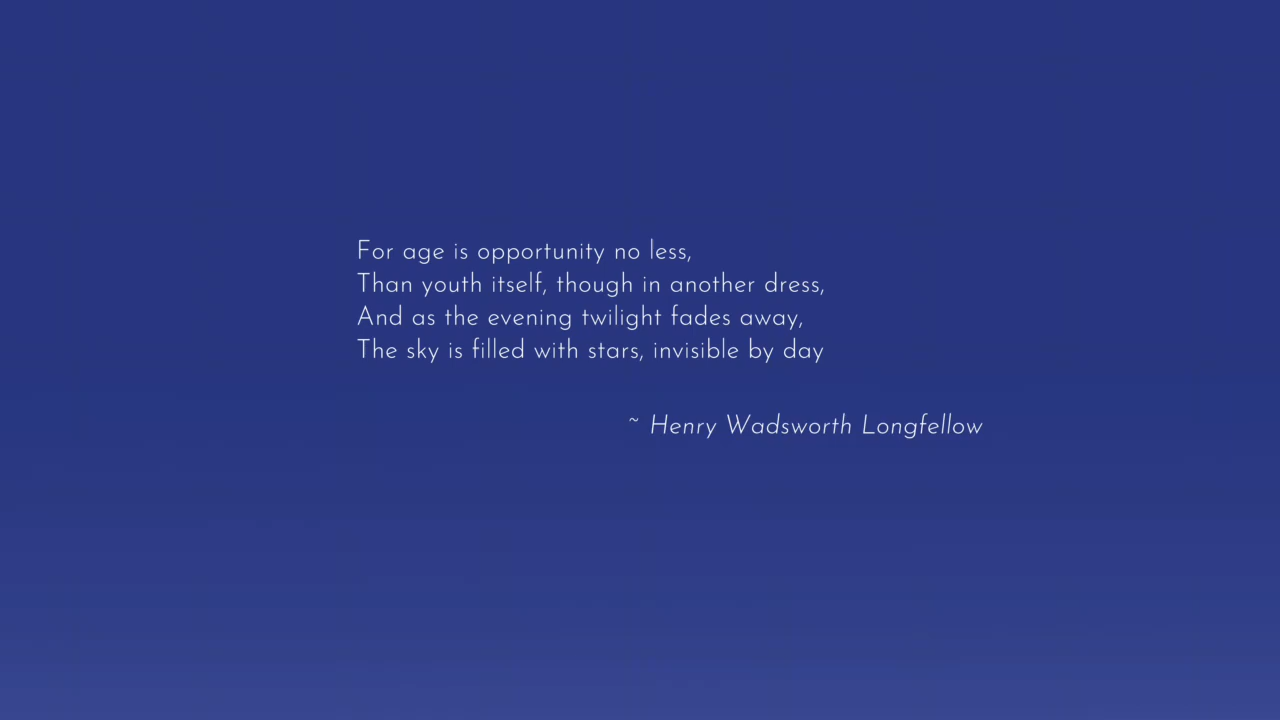 For age is opportunity no less,
Than youth itself, though in another dress,
And as the evening twilight fades away,
The sky is filled with stars, invisible by day
~ Henry Wadsworth Longfellow